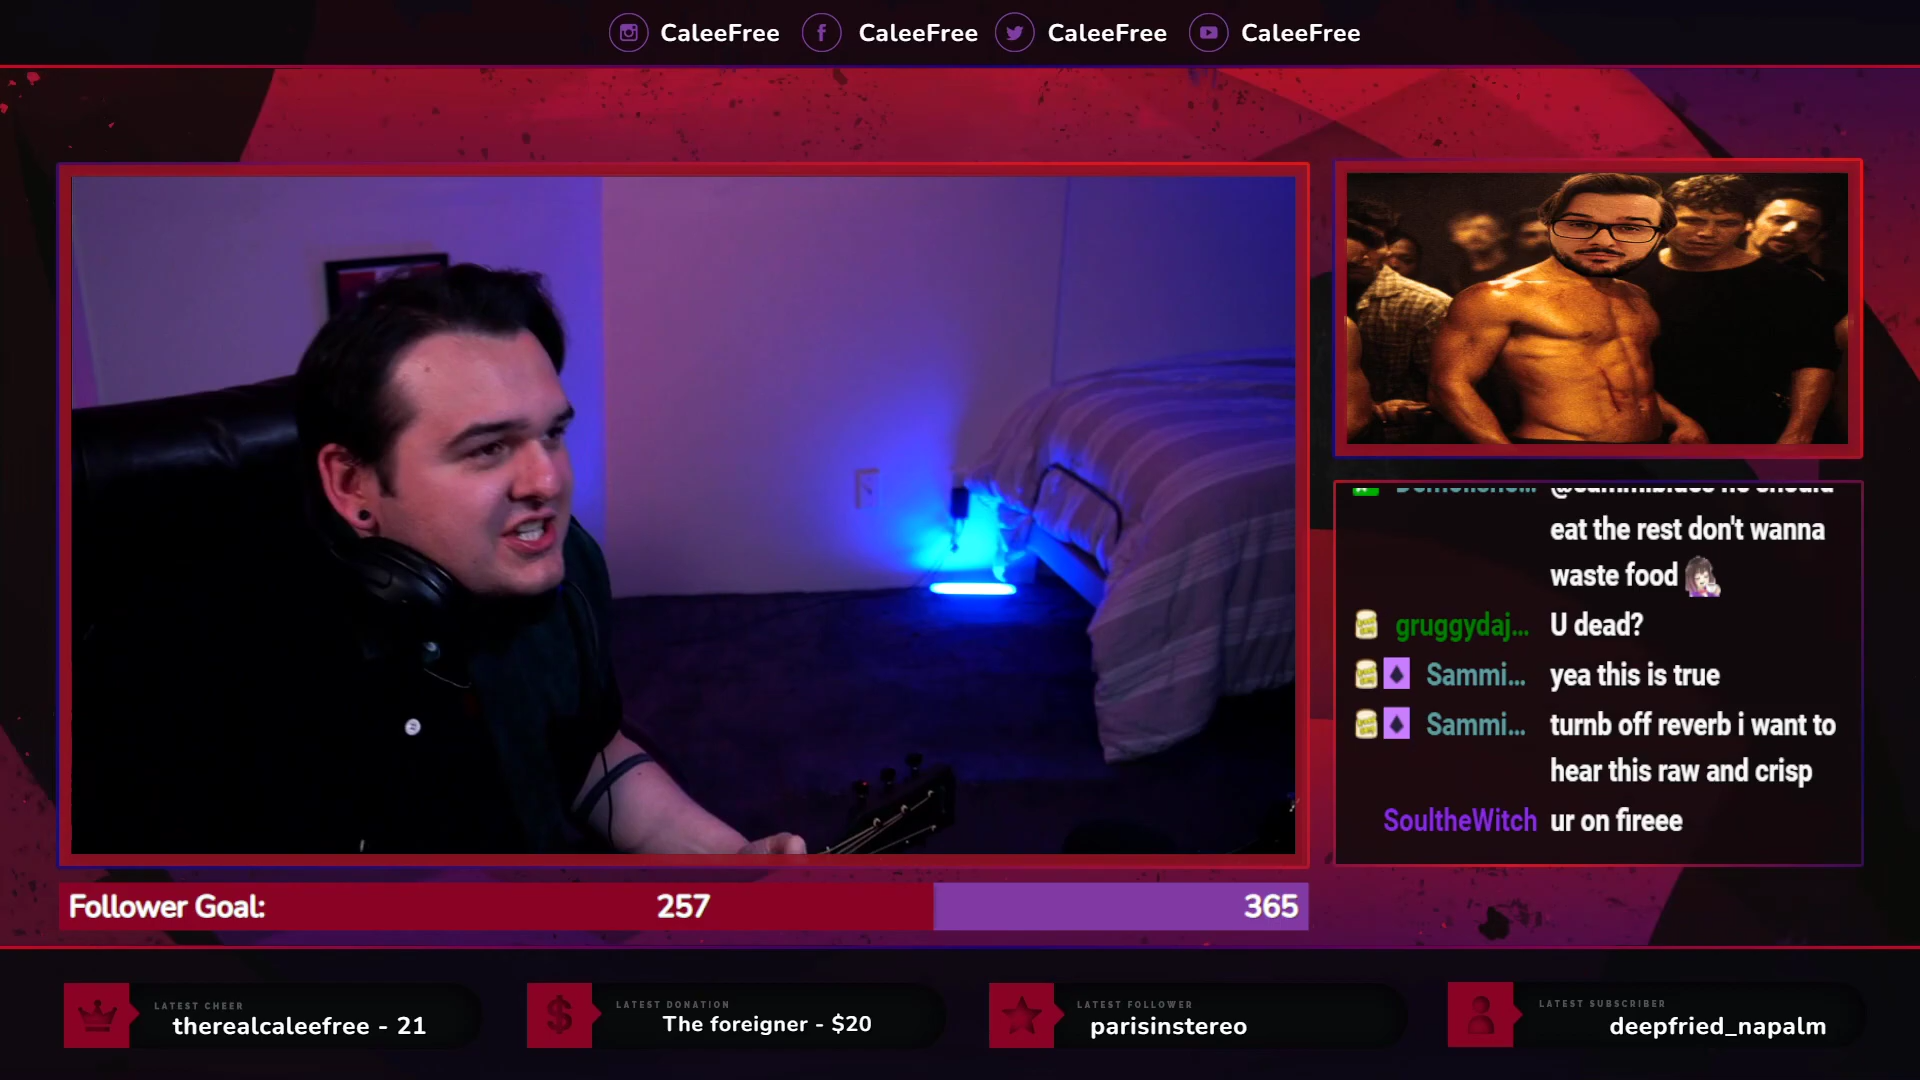 CaleeFree CaleeFree CaleeFree CaleeFree
eat the rest don't wanna
waste food
gruggydaj... U dead?
Sammi... yea this is true
Sammi... turnb off reverb i want to
hear this raw and crisp
SoultheWitch ur on fireee
Follower Goal: 257 365
LATEST CHEER
therealcaleefree - 21
LATEST DONATION
The foreigner - $20
LATEST FOLLOWER
parisinstereo
LATEST SUBSCRIBER
deepfried_napalm